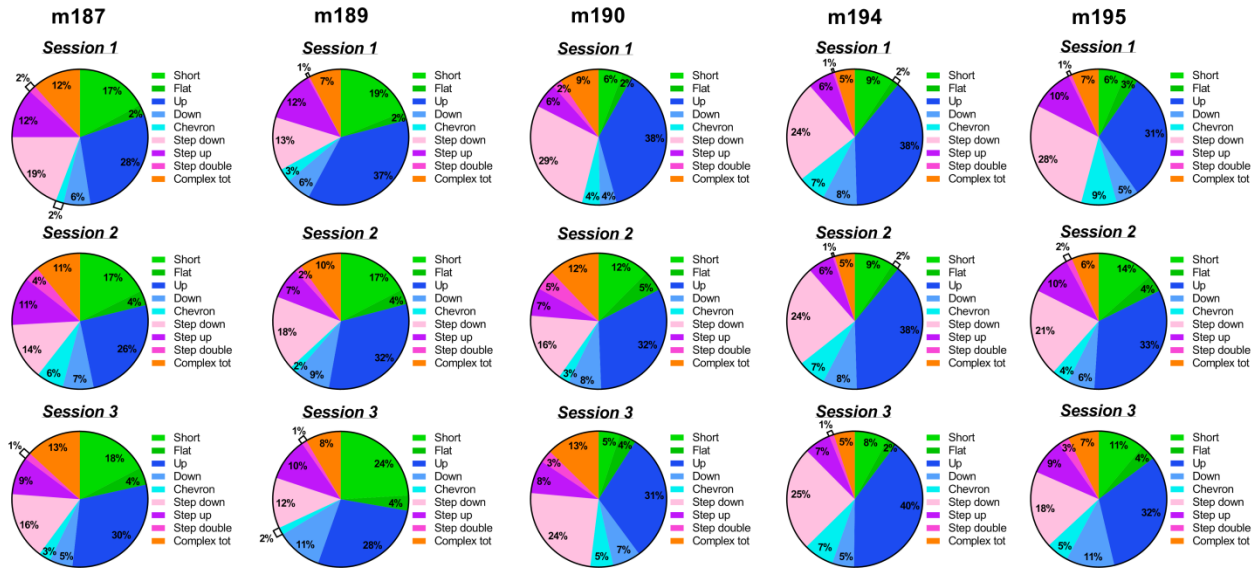 m187
m189
m190
m194
m195
Session 1
Session 1
Session 1
Session 1
Session 1
17%
2%
28%
6%
2%
19%
12%
2%
12%
Short
Flat
Up
Down
Chevron
Step down
Step up
Step double
Complex tot
19%
2%
37%
6%
3%
13%
12%
1%
7%
Short
Flat
Up
Down
Chevron
Step down
Step up
Step double
Complex tot
6%
2%
38%
4%
4%
29%
6%
2%
9%
Short
Flat
Up
Down
Chevron
Step down
Step up
Step double
Complex tot
9%
2%
38%
8%
7%
24%
6%
1%
5%
Short
Flat
Up
Down
Chevron
Step down
Step up
Step double
Complex tot
6%
3%
31%
5%
9%
28%
10%
1%
7%
Short
Flat
Up
Down
Chevron
Step down
Step up
Step double
Complex tot
Session 2
Session 2
Session 2
Session 2
Session 2
17%
4%
26%
7%
6%
14%
11%
4%
11%
Short
Flat
Up
Down
Chevron
Step down
Step up
Step double
Complex tot
17%
4%
32%
9%
2%
18%
7%
2%
10%
Short
Flat
Up
Down
Chevron
Step down
Step up
Step double
Complex tot
12%
5%
32%
8%
3%
16%
7%
5%
12%
Short
Flat
Up
Down
Chevron
Step down
Step up
Step double
Complex tot
9%
2%
38%
8%
7%
24%
6%
1%
5%
Short
Flat
Up
Down
Chevron
Step down
Step up
Step double
Complex tot
14%
4%
33%
6%
4%
21%
10%
2%
6%
Short
Flat
Up
Down
Chevron
Step down
Step up
Step double
Complex tot
Session 3
Session 3
Session 3
Session 3
Session 3
18%
4%
30%
5%
3%
16%
9%
1%
13%
Short
Flat
Up
Down
Chevron
Step down
Step up
Step double
Complex tot
24%
4%
28%
11%
2%
12%
10%
1%
8%
Short
Flat
Up
Down
Chevron
Step down
Step up
Step double
Complex tot
5%
4%
31%
7%
5%
24%
8%
3%
13%
Short
Flat
Up
Down
Chevron
Step down
Step up
Step double
Complex tot
8%
2%
40%
5%
7%
25%
7%
1%
5%
Short
Flat
Up
Down
Chevron
Step down
Step up
Step double
Complex tot
11%
4%
32%
11%
5%
18%
9%
3%
7%
Short
Flat
Up
Down
Chevron
Step down
Step up
Step double
Complex tot